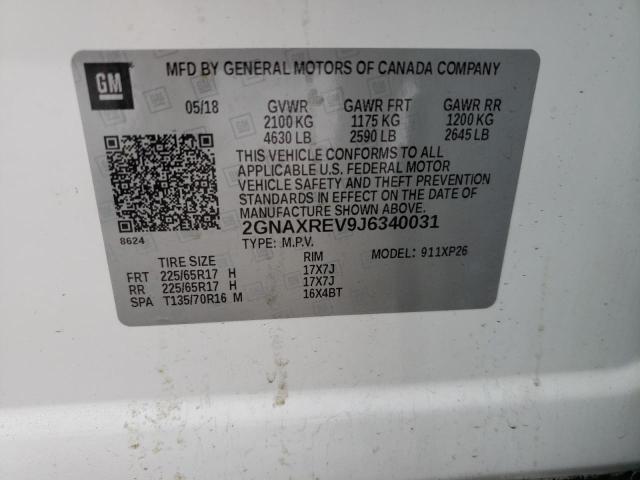 GM
MFD BY GENERAL MOTORS OF CANADA COMPANY
05/18 GVWR GAWR FRT GAWR RR
2100 KG 1175 KG 1200 KG
4630 LB 2590 LB 2645 LB
THIS VEHICLE CONFORMS TO ALL
APPLICABLE U.S. FEDERAL MOTOR
VEHICLE SAFETY AND THEFT PREVENTION
STANDARDS IN EFFECT ON THE DATE OF
MANUFACTURE SHOWN ABOVE.
8624
2GNAXREV9J6340031
TYPE: M.P.V. MODEL: 911XP26
TIRE SIZE RIM
FRT 225/65R17 H 17X7J
RR 225/65R17 H 17X7J
SPA T135/70R16 M 16X4BT